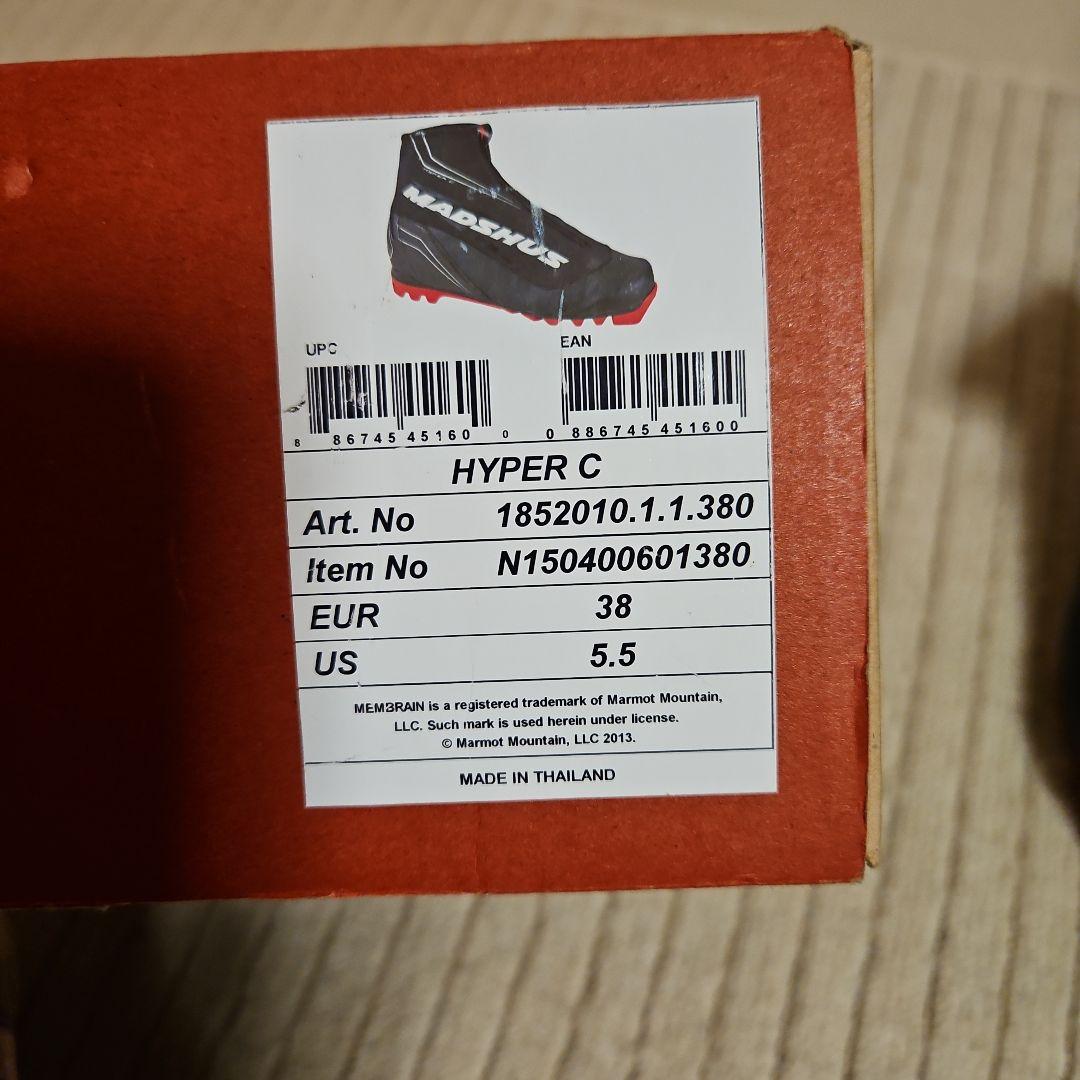 MADSHUS
UPC EAN
8 86745 45160 0 0 886745 451600
HYPER C
Art. No 1852010.1.1.380
Item No N150400601380
EUR 38
US 5.5
MEMBRAIN is a registered trademark of Marmot Mountain,
LLC. Such mark is used herein under license.
© Marmot Mountain, LLC 2013.
MADE IN THAILAND